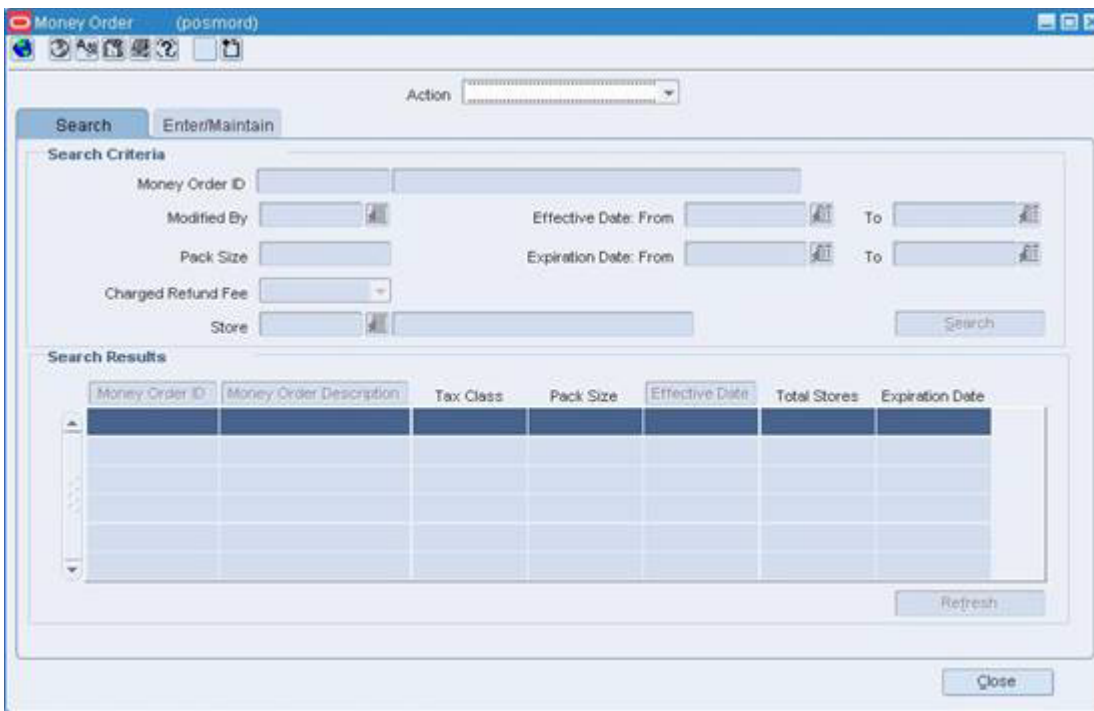 Money Order (posmord)
Action
Search Enter/Maintain
Search Criteria
Money Order ID
Modified By Effective Date: From To
Pack Size Expiration Date: From To
Charged Refund Fee
Store Search
Search Results
Money Order ID Money Order Description Tax Class Pack Size Effective Date Total Stores Expiration Date
Refresh
Close